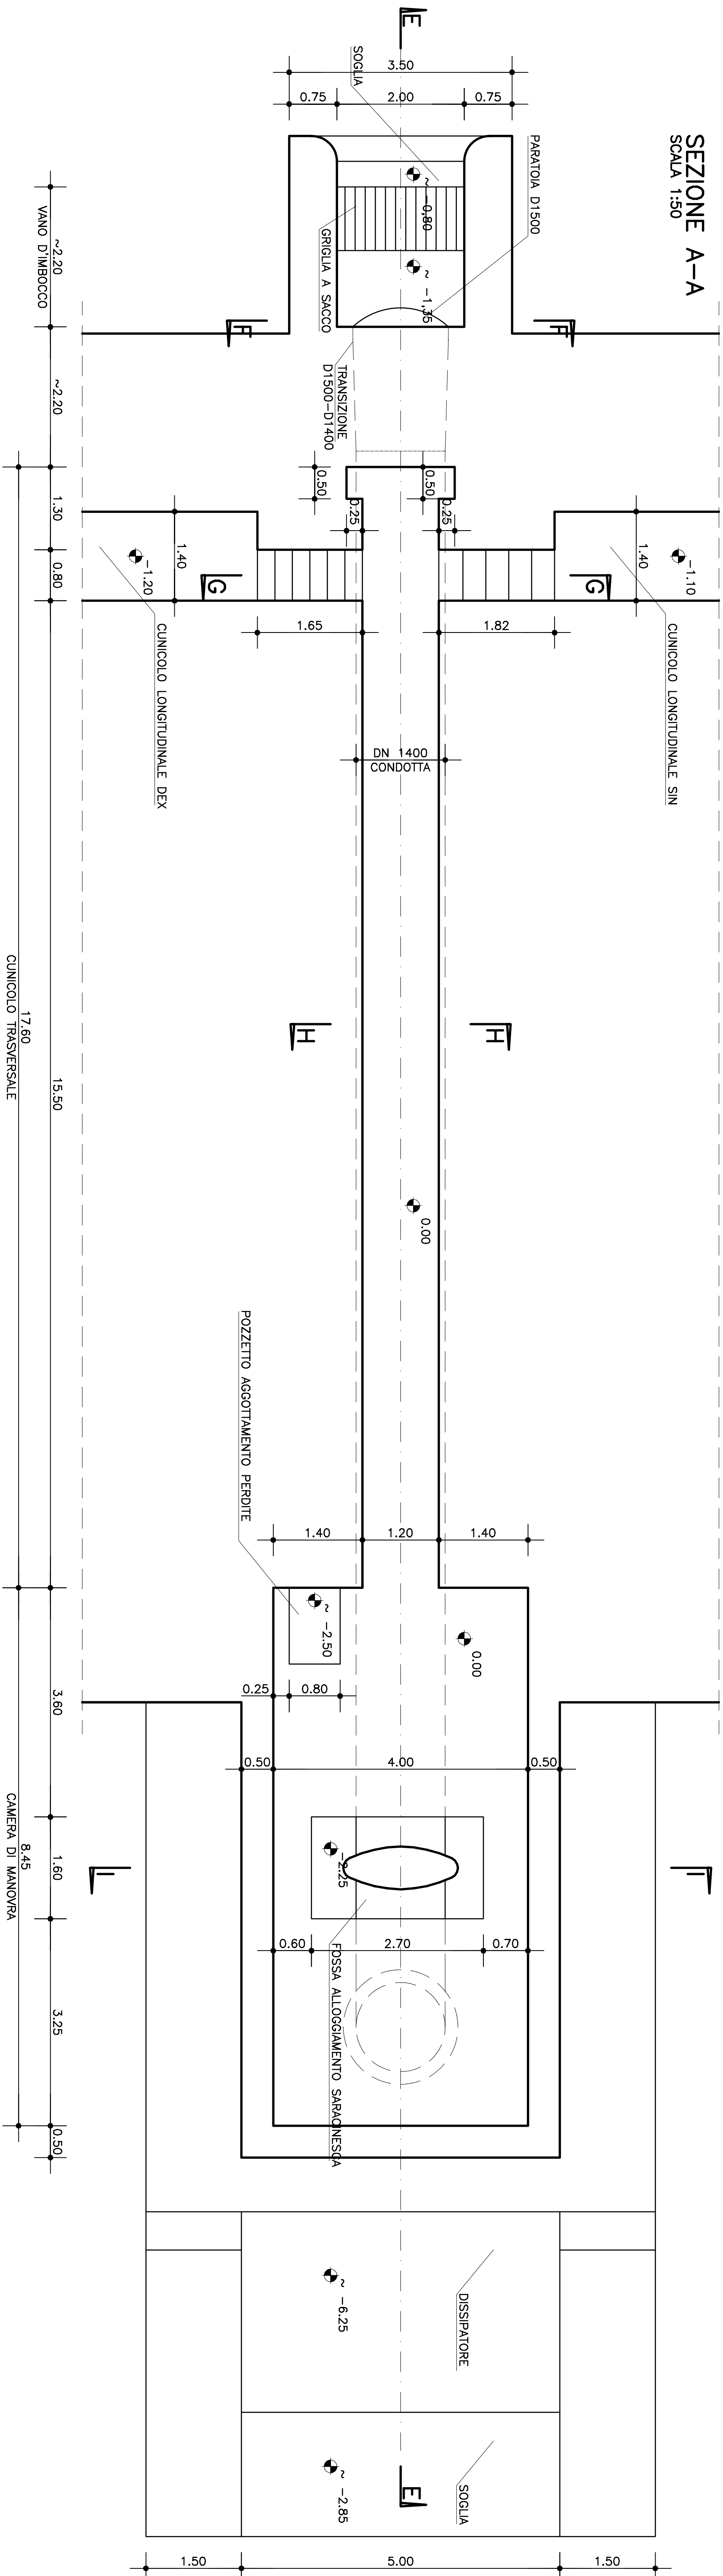 SEZIONE A—A
SCALA 1:50
E
3.50
0.75
2.00
0.75
SOGLIA
PARATOIA D1500
~ -0,80
~ -1,35
GRIGLIA A SACCO
~2.20
VANO D'IMBOCCO
F
F
TRANSIZIONE
D1500-D1400
~2.20
0.50
0.50
0.25
0.25
1.30
1.40
1.40
-1.20
-1.10
0.80
G
G
1.65
1.82
CUNICOLO LONGITUDINALE DEX
CUNICOLO LONGITUDINALE SIN
DN 1400
CONDOTTA
17.60
CUNICOLO TRASVERSALE
15.50
H
H
0.00
POZZETTO AGGOTTAMENTO PERDITE
1.40
1.20
1.40
~ -2.50
0.00
0.25
0.80
3.60
0.50
4.00
0.50
8.45
CAMERA DI MANOVRA
1.60
I
I
-2.25
0.60
2.70
0.70
FOSSA ALLOGGIAMENTO SARACINESCA
3.25
0.50
~ -6.25
DISSIPATORE
~ -2.85
E
SOGLIA
1.50
5.00
1.50